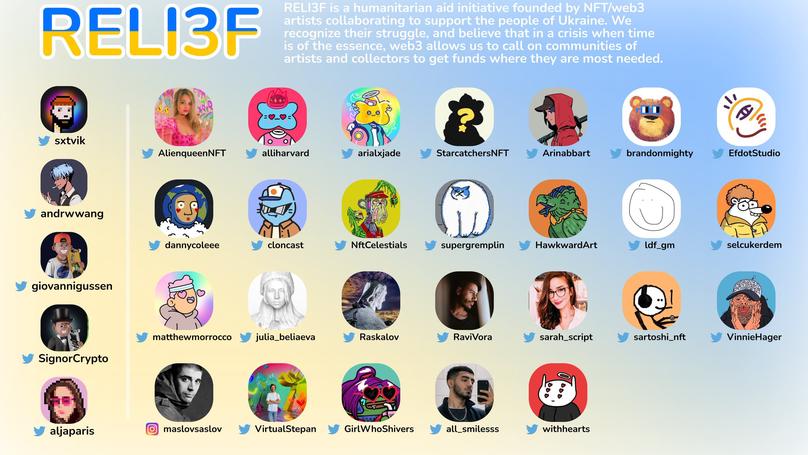 RELI3F
RELI3F is a humanitarian aid initiative founded by NFT/web3
artists collaborating to support the people of Ukraine. We
recognize their struggle, and believe that in a crisis when time
is of the essence, web3 allows us to call on communities of
artists and collectors to get funds where they are most needed.
sxtvik
andrwwang
giovannigussen
SignorCrypto
aljaparis
AlienqueenNFT
alliharvard
arialxjade
StarcatchersNFT
Arinabbart
brandonmighty
EfdotStudio
dannycoleee
cloncast
NftCelestials
supergremplin
HawkwardArt
ldf_gm
selcukerdem
matthewmorrocco
julia_beliaeva
Raskalov
RaviVora
sarah_script
sartoshi_nft
VinnieHager
maslovsaslov
VirtualStepan
GirlWhoShivers
all_smilesss
withhearts